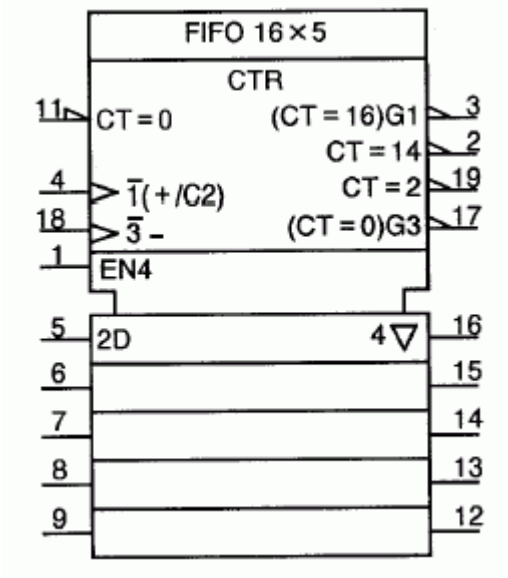 FIFO 16×5
CTR
11 CT=0 (CT=16)G1 3
CT=14 2
4 1̅(+/C2) CT=2 19
18 3̅- (CT=0)G3 17
1 EN4
5 2D 4▽ 16
6 15
7 14
8 13
9 12